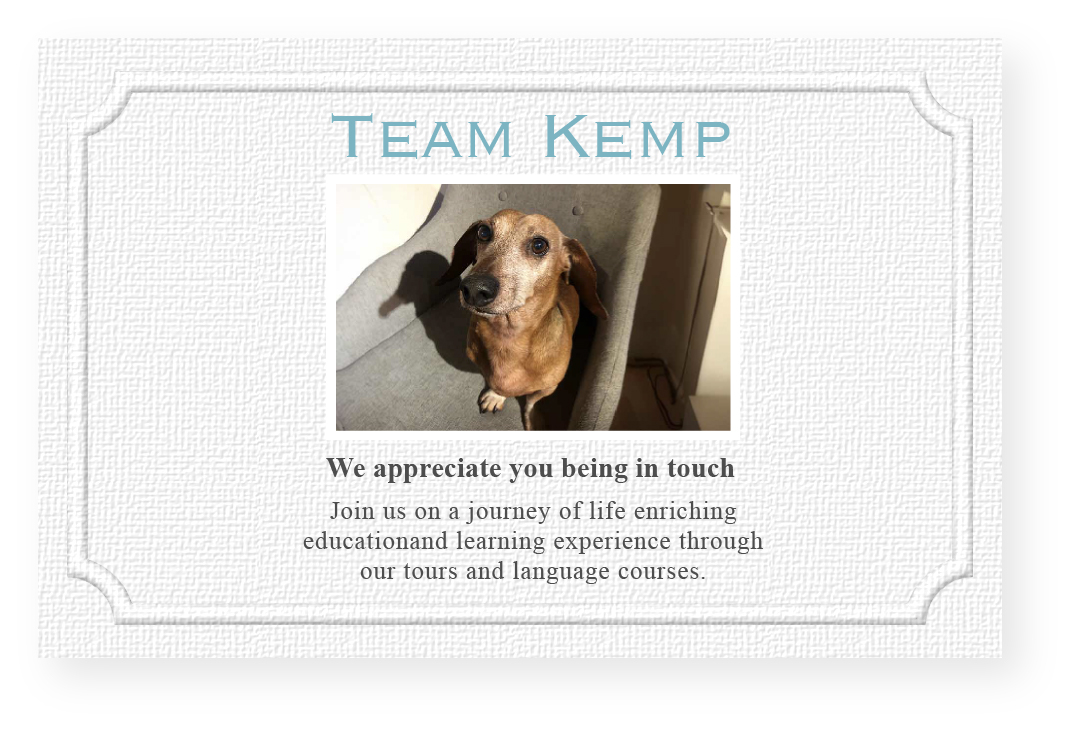 Team Kemp
We appreciate you being in touch
Join us on a journey of life enriching
educationand learning experience through
our tours and language courses.